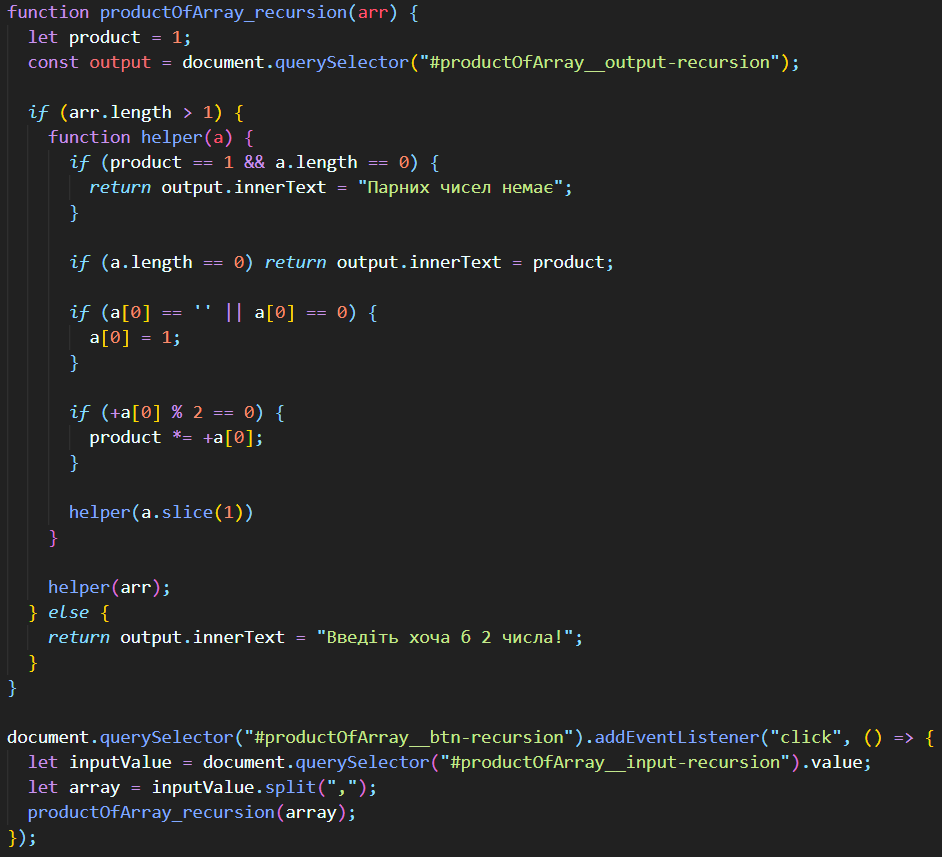 function productOfArray_recursion(arr) {
let product = 1;
const output = document.querySelector("#productOfArray__output-recursion");
if (arr.length > 1) {
function helper(a) {
if (product == 1 && a.length == 0) {
return output.innerText = "Парних чисел немає";
}
if (a.length == 0) return output.innerText = product;
if (a[0] == '' || a[0] == 0) {
a[0] = 1;
}
if (+a[0] % 2 == 0) {
product *= +a[0];
}
helper(a.slice(1))
}
helper(arr);
} else {
return output.innerText = "Введіть хоча б 2 числа!";
}
}
document.querySelector("#productOfArray__btn-recursion").addEventListener("click", () => {
let inputValue = document.querySelector("#productOfArray__input-recursion").value;
let array = inputValue.split(",");
productOfArray_recursion(array);
});